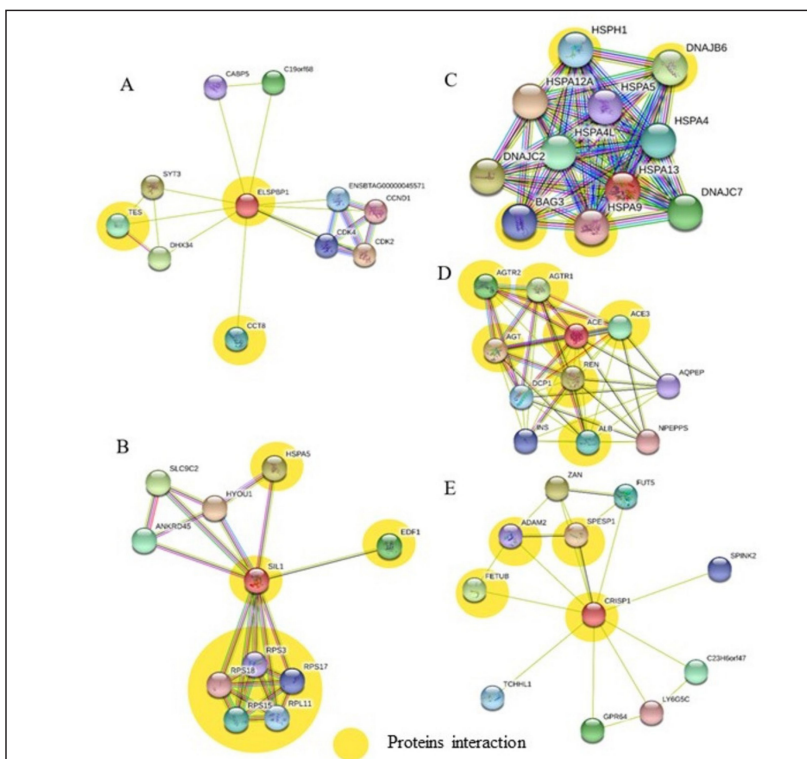 A
CABP5
C19orf68
SYT3
ELSPBP1
ENSBTAG00000045571
CCND1
TES
DHX34
CDK4
CDK2
CCT8
B
SLC9C2
HSPA5
HYOU1
ANKRD45
EDF1
SIL1
RPS3
RPS18
RPS17
RPS15
RPL11
C
HSPH1
DNAJB6
HSPA12A
HSPA5
HSPA4L
HSPA4
DNAJC2
HSPA13
BAG3
HSPA9
DNAJC7
D
AGTR2
AGTR1
ACE
ACE3
AGT
REN
DCP1
AQPEP
INS
ALB
NPEPPS
E
ZAN
FUT5
ADAM2
SPESP1
SPINK2
FETUB
CRISP1
C23H6orf47
TCHHL1
LY6G5C
GPR64
Proteins interaction